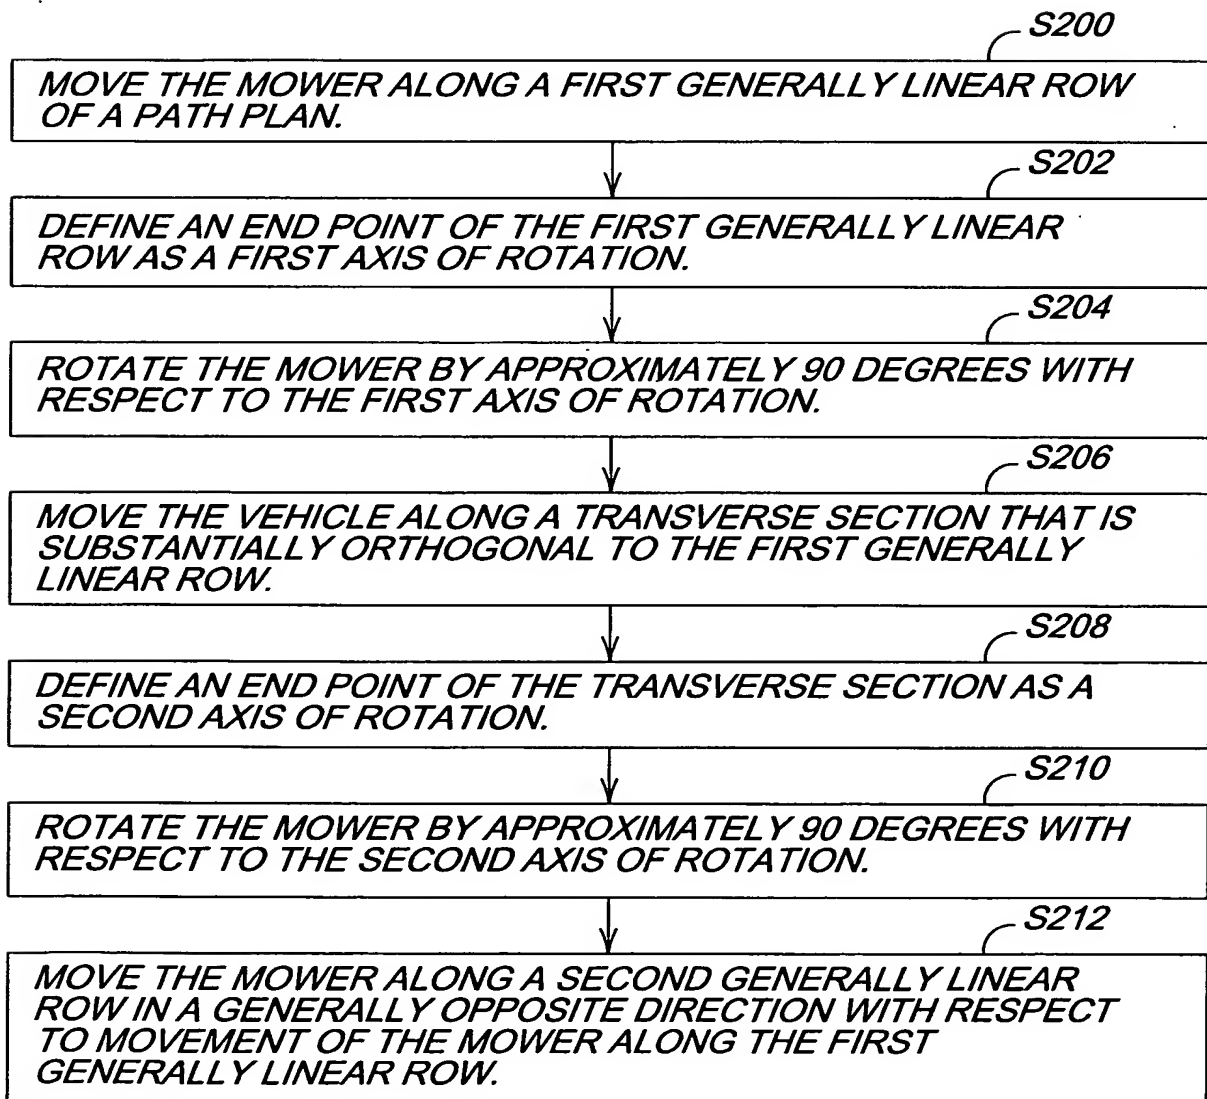 S200
MOVE THE MOWER ALONG A FIRST GENERALLY LINEAR ROW
OF A PATH PLAN.
S202
DEFINE AN END POINT OF THE FIRST GENERALLY LINEAR
ROW AS A FIRST AXIS OF ROTATION.
S204
ROTATE THE MOWER BY APPROXIMATELY 90 DEGREES WITH
RESPECT TO THE FIRST AXIS OF ROTATION.
S206
MOVE THE VEHICLE ALONG A TRANSVERSE SECTION THAT IS
SUBSTANTIALLY ORTHOGONAL TO THE FIRST GENERALLY
LINEAR ROW.
S208
DEFINE AN END POINT OF THE TRANSVERSE SECTION AS A
SECOND AXIS OF ROTATION.
S210
ROTATE THE MOWER BY APPROXIMATELY 90 DEGREES WITH
RESPECT TO THE SECOND AXIS OF ROTATION.
S212
MOVE THE MOWER ALONG A SECOND GENERALLY LINEAR
ROW IN A GENERALLY OPPOSITE DIRECTION WITH RESPECT
TO MOVEMENT OF THE MOWER ALONG THE FIRST
GENERALLY LINEAR ROW.